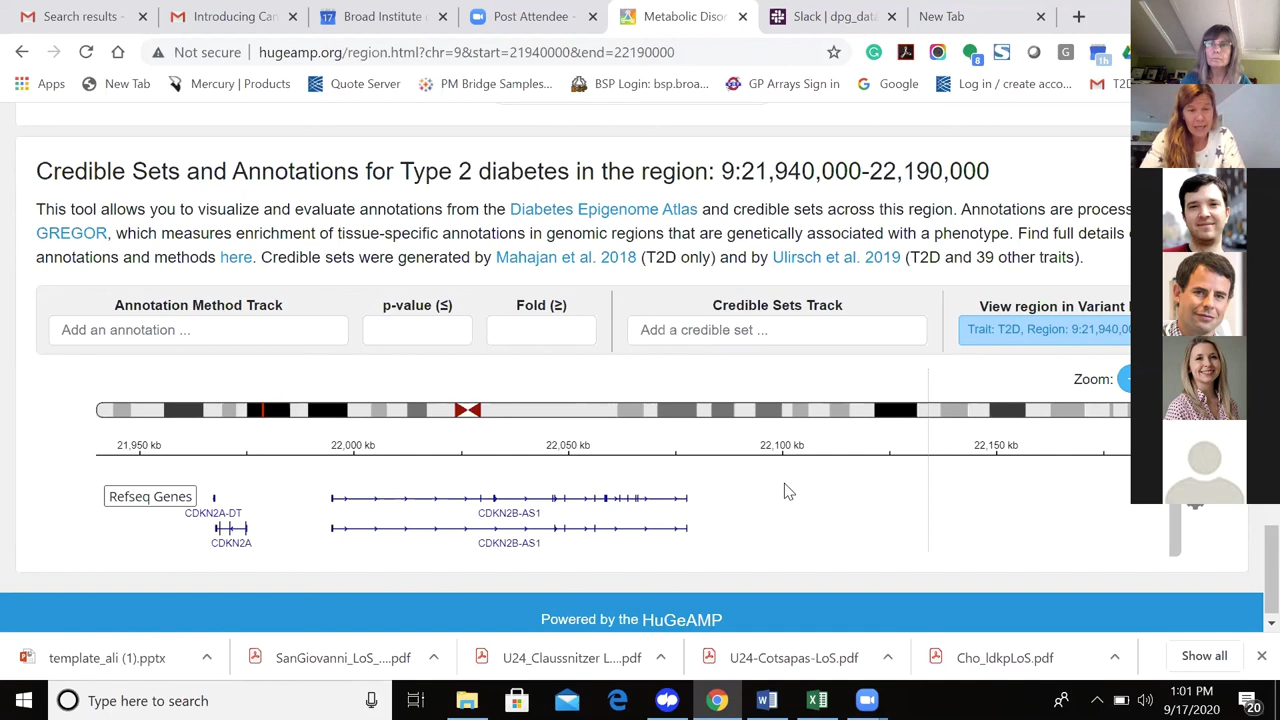 Search results -
Introducing Can
17 Broad Institute o
Post Attendee -
Metabolic Disor
Slack | dpg_data
New Tab
Not secure hugeamp.org/region.html?chr=9&start=21940000&end=22190000
8
G
1h
Apps
New Tab
Mercury | Products
Quote Server
PM Bridge Samples...
BSP Login: bsp.broa...
GP Arrays Sign in
Google
Log in / create acco...
T2D
Credible Sets and Annotations for Type 2 diabetes in the region: 9:21,940,000-22,190,000
This tool allows you to visualize and evaluate annotations from the Diabetes Epigenome Atlas and credible sets across this region. Annotations are process
GREGOR, which measures enrichment of tissue-specific annotations in genomic regions that are genetically associated with a phenotype. Find full details o
annotations and methods here. Credible sets were generated by Mahajan et al. 2018 (T2D only) and by Ulirsch et al. 2019 (T2D and 39 other traits).
Annotation Method Track
p-value (≤)
Fold (≥)
Credible Sets Track
View region in Variant
Add an annotation ...
Add a credible set ...
Trait: T2D, Region: 9:21,940,00
Zoom:
21,950 kb
22,000 kb
22,050 kb
22,100 kb
22,150 kb
Refseq Genes
CDKN2A-DT
CDKN2B-AS1
CDKN2A
CDKN2B-AS1
Powered by the HuGeAMP
template_ali (1).pptx
SanGiovanni_LoS_....pdf
U24_Claussnitzer L....pdf
U24-Cotsapas-LoS.pdf
Cho_ldkpLoS.pdf
Show all
Type here to search
1:01 PM
9/17/2020
20